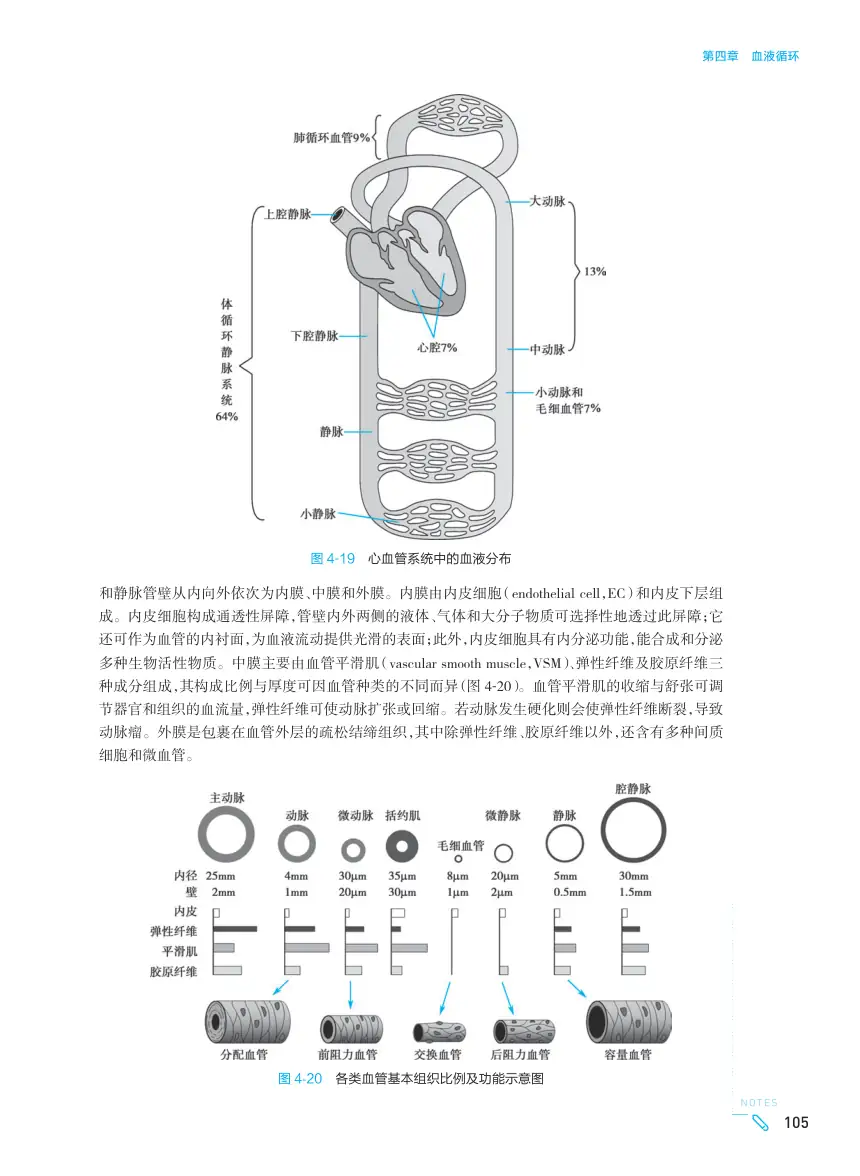 第四章 血液循环
肺循环血管9%
大动脉
上腔静脉
13%
体循环静脉系统64%
下腔静脉
心腔7%
中动脉
小动脉和
毛细血管7%
静脉
小静脉
图 4-19 心血管系统中的血液分布
和静脉管壁从内向外依次为内膜、中膜和外膜。内膜由内皮细胞（endothelial cell,EC）和内皮下层组
成。内皮细胞构成通透性屏障,管壁内外两侧的液体、气体和大分子物质可选择性地透过此屏障;它
还可作为血管的内衬面,为血液流动提供光滑的表面;此外,内皮细胞具有内分泌功能,能合成和分泌
多种生物活性物质。中膜主要由血管平滑肌（vascular smooth muscle,VSM）、弹性纤维及胶原纤维三
种成分组成,其构成比例与厚度可因血管种类的不同而异(图 4-20)。血管平滑肌的收缩与舒张可调
节器官和组织的血流量,弹性纤维可使动脉扩张或回缩。若动脉发生硬化则会使弹性纤维断裂,导致
动脉瘤。外膜是包裹在血管外层的疏松结缔组织,其中除弹性纤维、胶原纤维以外,还含有多种间质
细胞和微血管。
主动脉 动脉 微动脉 括约肌 毛细血管 微静脉 静脉 腔静脉
内径 25mm 4mm 30μm 35μm 8μm 20μm 5mm 30mm
壁 2mm 1mm 20μm 30μm 1μm 2μm 0.5mm 1.5mm
内皮
弹性纤维
平滑肌
胶原纤维
分配血管 前阻力血管 交换血管 后阻力血管 容量血管
图 4-20 各类血管基本组织比例及功能示意图
NOTES
105